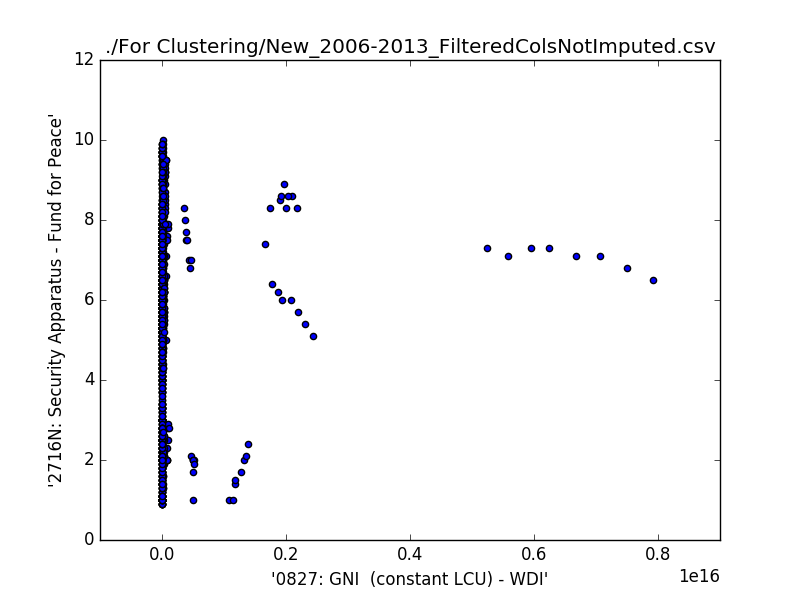 ./For Clustering/New_2006-2013_FilteredColsNotImputed.csv
12
10
8
6
4
2
0
'2716N: Security Apparatus - Fund for Peace'
0.0 0.2 0.4 0.6 0.8
1e16
'0827: GNI  (constant LCU) - WDI'